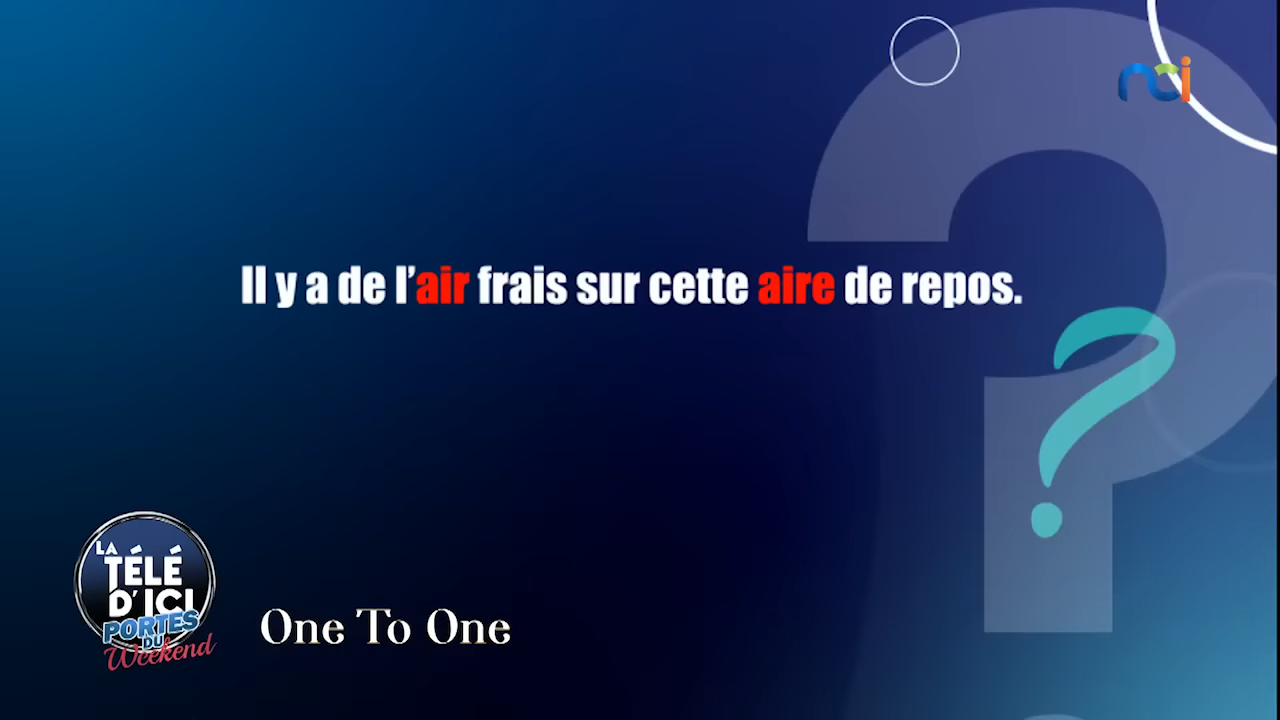 nci
Il y a de l’air frais sur cette aire de repos.
LA
TÉLÉ
D’ICI
PORTES
DU
Weekend
One To One